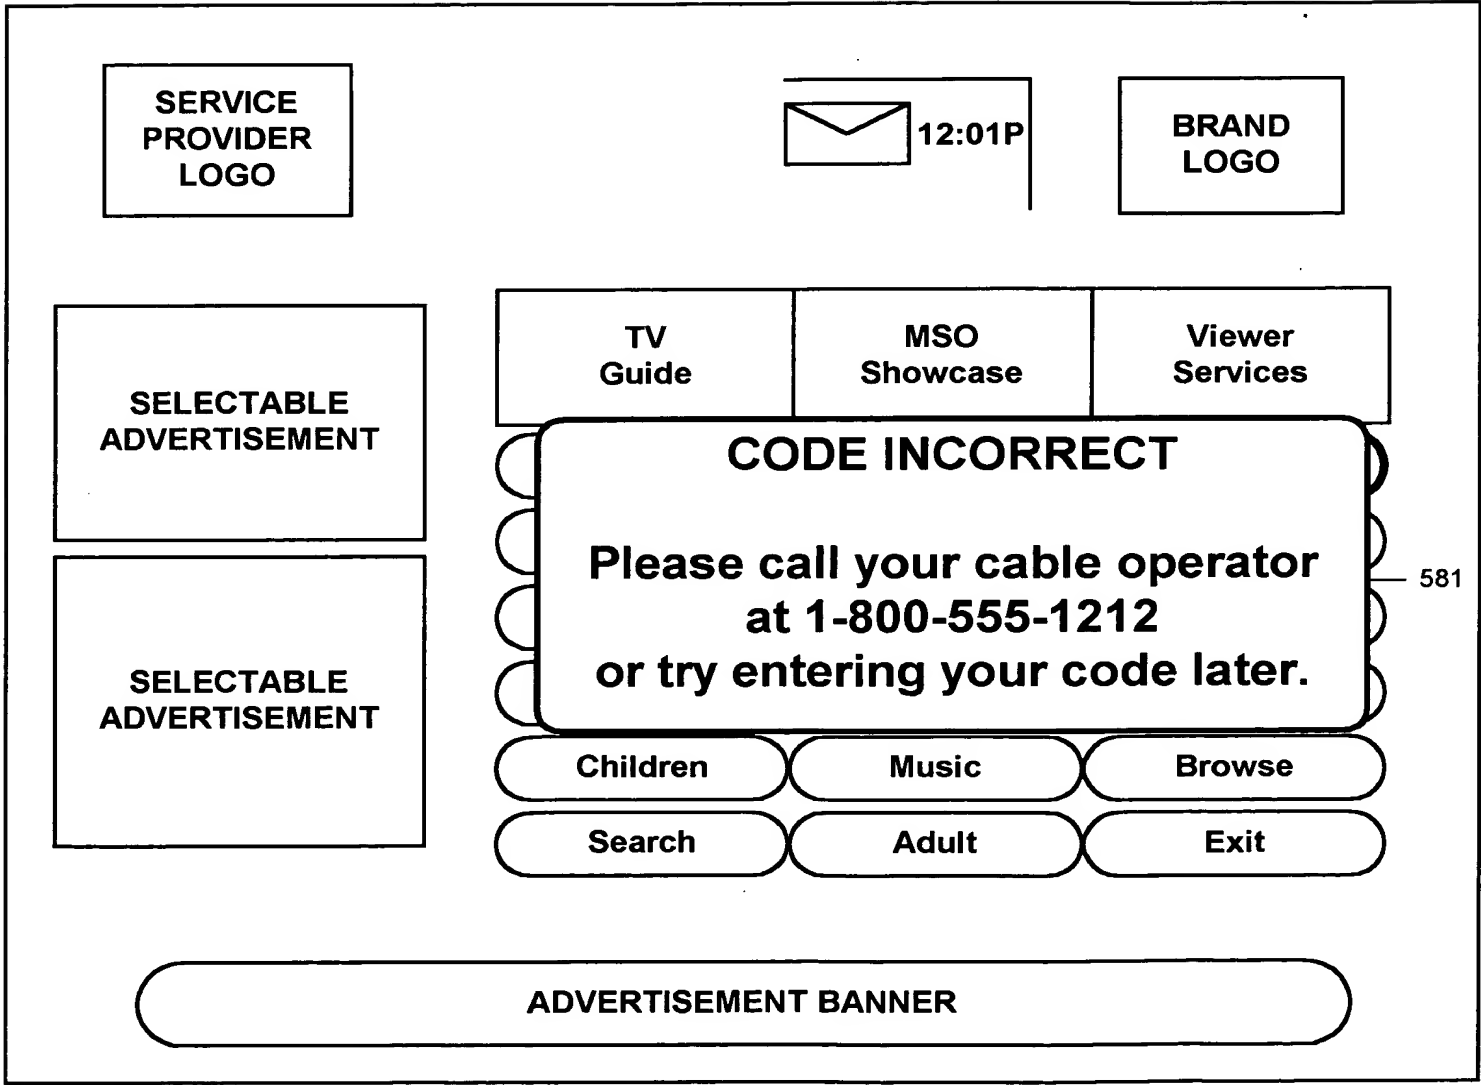 SERVICE
PROVIDER
LOGO
12:01P
BRAND
LOGO
SELECTABLE
ADVERTISEMENT
SELECTABLE
ADVERTISEMENT
TV
Guide
MSO
Showcase
Viewer
Services
CODE INCORRECT
Please call your cable operator
at 1-800-555-1212
or try entering your code later.
581
Children
Music
Browse
Search
Adult
Exit
ADVERTISEMENT BANNER